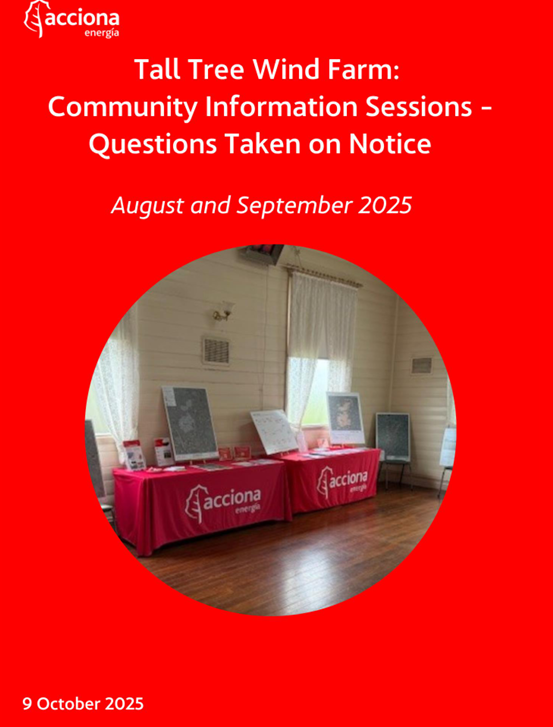 acciona
energía
Tall Tree Wind Farm:
Community Information Sessions –
Questions Taken on Notice
August and September 2025
acciona
energía
acciona
energía
9 October 2025